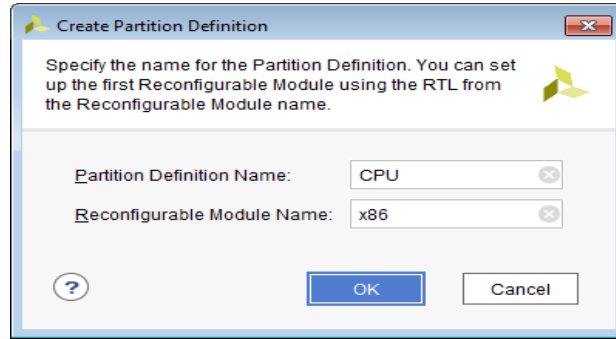 Create Partition Definition
Specify the name for the Partition Definition. You can set
up the first Reconfigurable Module using the RTL from
the Reconfigurable Module name.
Partition Definition Name: CPU
Reconfigurable Module Name: x86
? OK Cancel